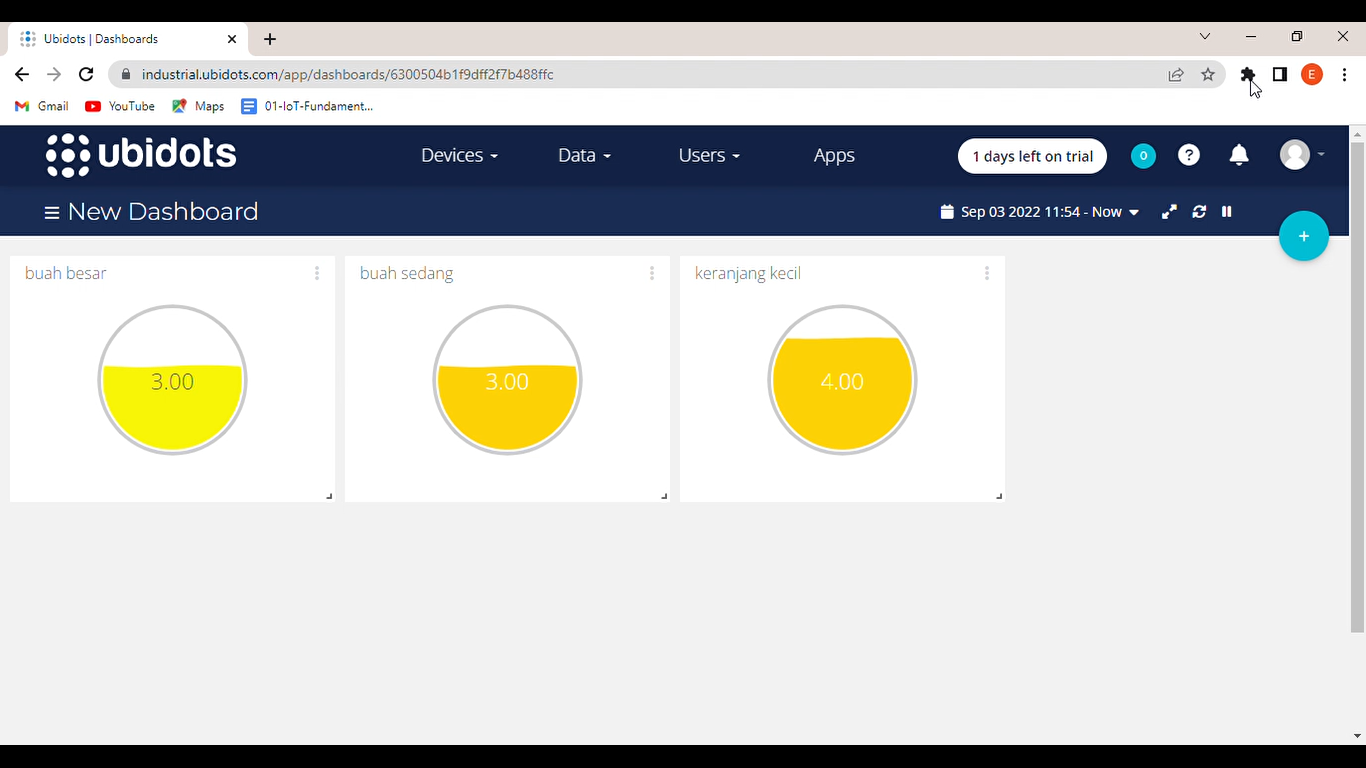 Ubidots | Dashboards
industrial.ubidots.com/app/dashboards/6300504b1f9dff2f7b488ffc
E
Gmail
YouTube
Maps
01-IoT-Fundament...
ubidots
Devices
Data
Users
Apps
1 days left on trial
0
?
New Dashboard
Sep 03 2022 11:54 - Now
+
buah besar
buah sedang
keranjang kecil
3.00
3.00
4.00